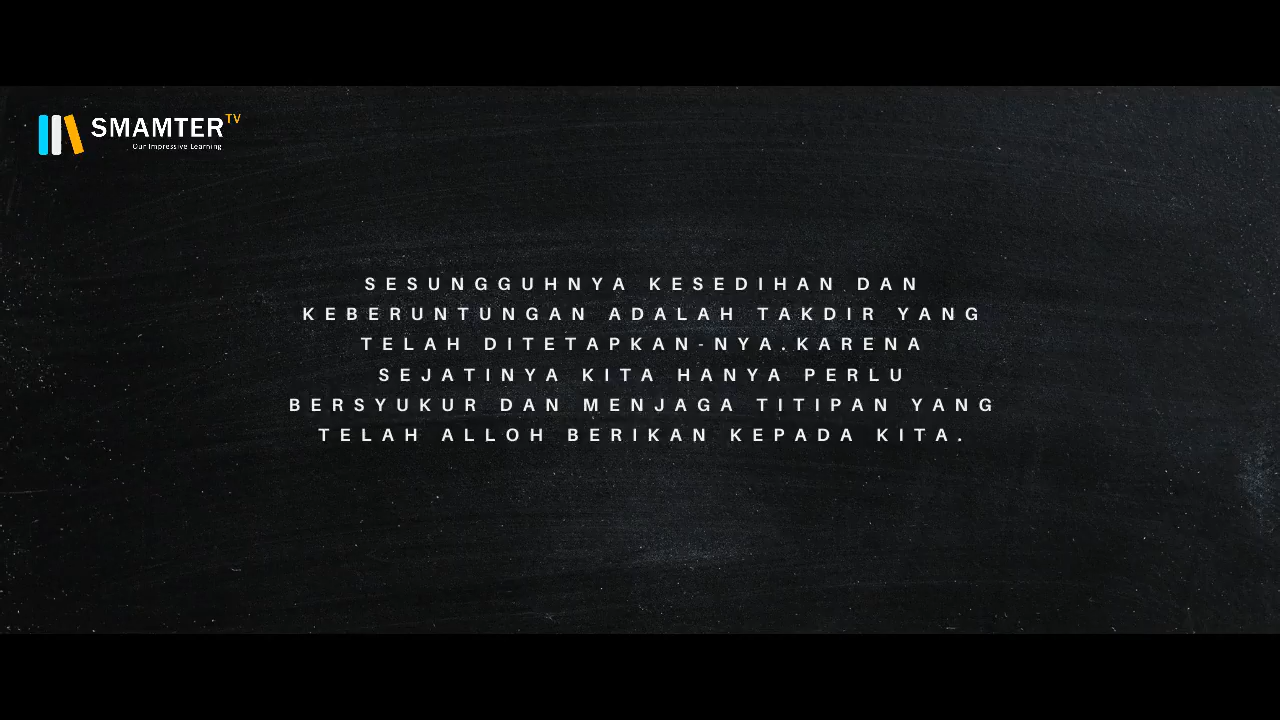 SMAMTER TV
Our Impressive Learning
SESUNGGUHNYA KESEDIHAN DAN
KEBERUNTUNGAN ADALAH TAKDIR YANG
TELAH DITETAPKAN-NYA.KARENA
SEJATINYA KITA HANYA PERLU
BERSYUKUR DAN MENJAGA TITIPAN YANG
TELAH ALLOH BERIKAN KEPADA KITA.